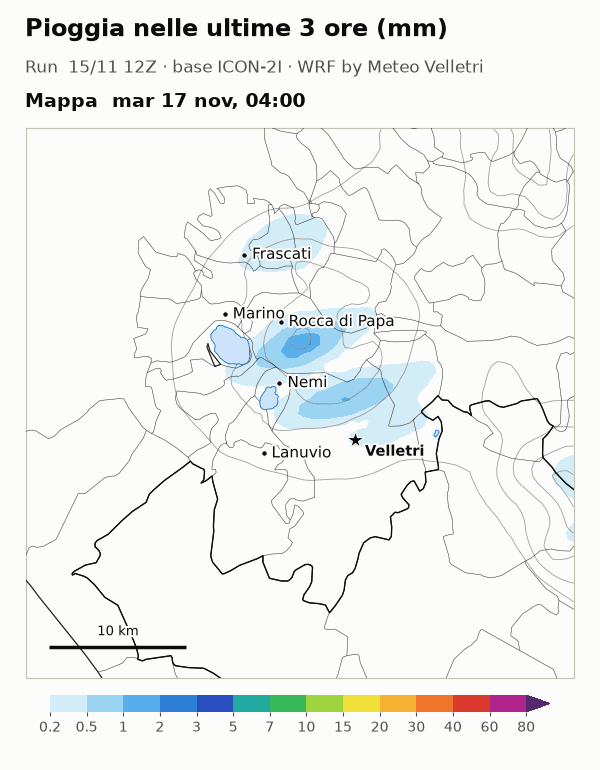 Pioggia nelle ultime 3 ore (mm)
Run  15/11 12Z · base ICON-2I · WRF by Meteo Velletri
Mappa  mar 17 nov, 04:00
Frascati
Marino
Rocca di Papa
Nemi
Velletri
Lanuvio
10 km
0.2 0.5 1 2 3 5 7 10 15 20 30 40 60 80